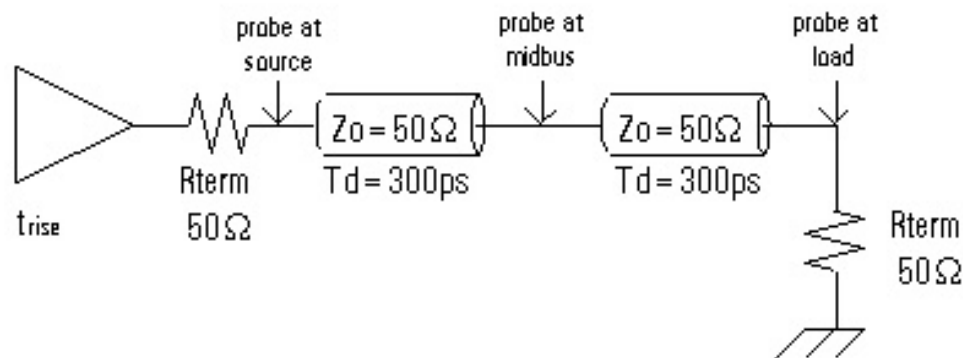 probe at
source
probe at
midbus
probe at
load
Zo = 50Ω
Zo = 50Ω
Rterm
50Ω
Td = 300ps
Td = 300ps
trise
Rterm
50Ω